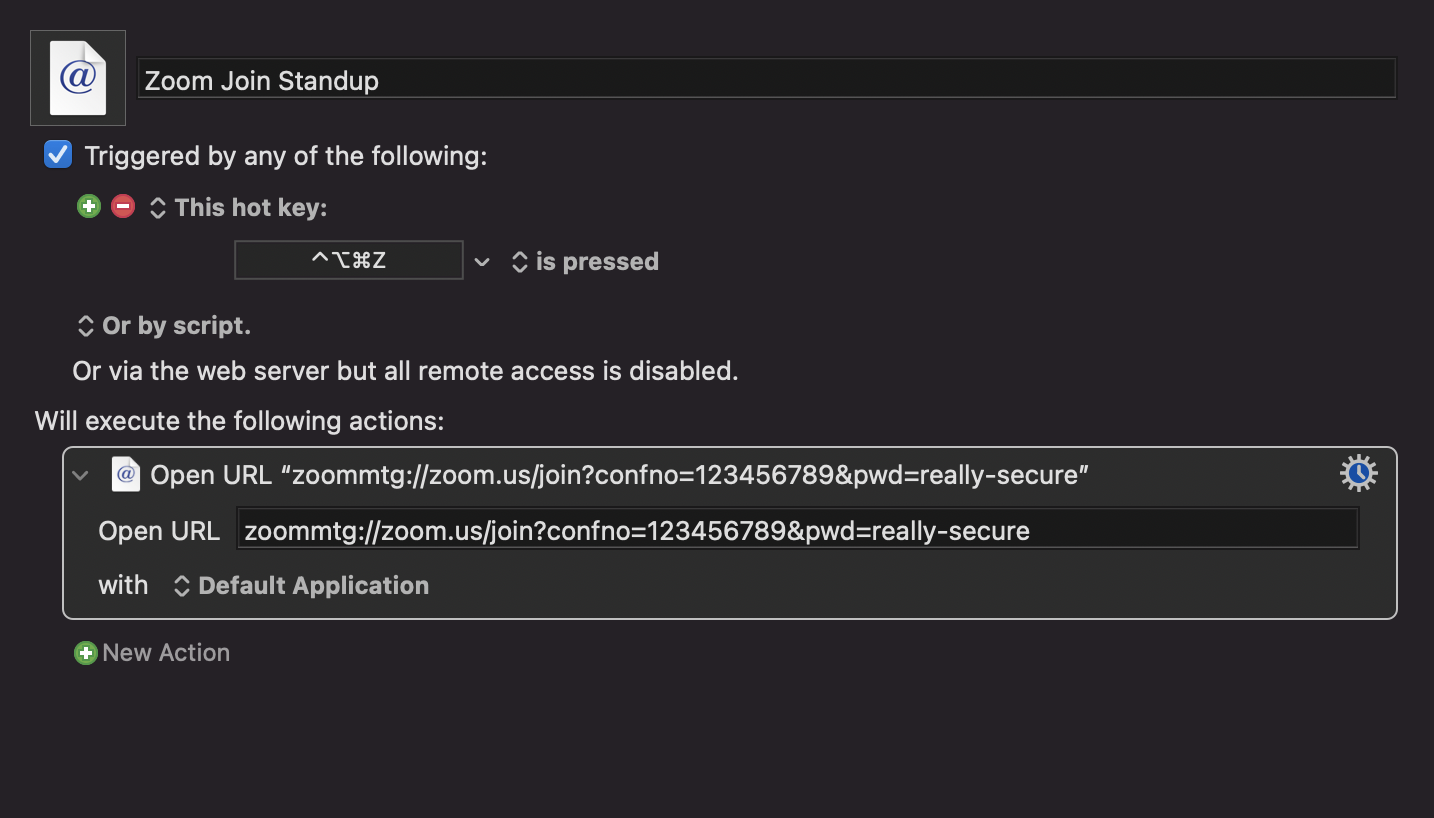 @
Zoom Join Standup
Triggered by any of the following:
This hot key:
^⌥⌘Z is pressed
Or by script.
Or via the web server but all remote access is disabled.
Will execute the following actions:
@ Open URL “zoommtg://zoom.us/join?confno=123456789&pwd=really-secure”
Open URL zoommtg://zoom.us/join?confno=123456789&pwd=really-secure
with Default Application
New Action